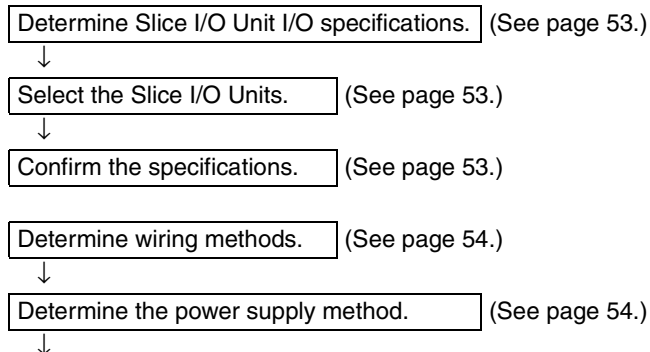 Determine Slice I/O Unit I/O specifications. (See page 53.)
↓
Select the Slice I/O Units. (See page 53.)
↓
Confirm the specifications. (See page 53.)
Determine wiring methods. (See page 54.)
↓
Determine the power supply method. (See page 54.)
↓